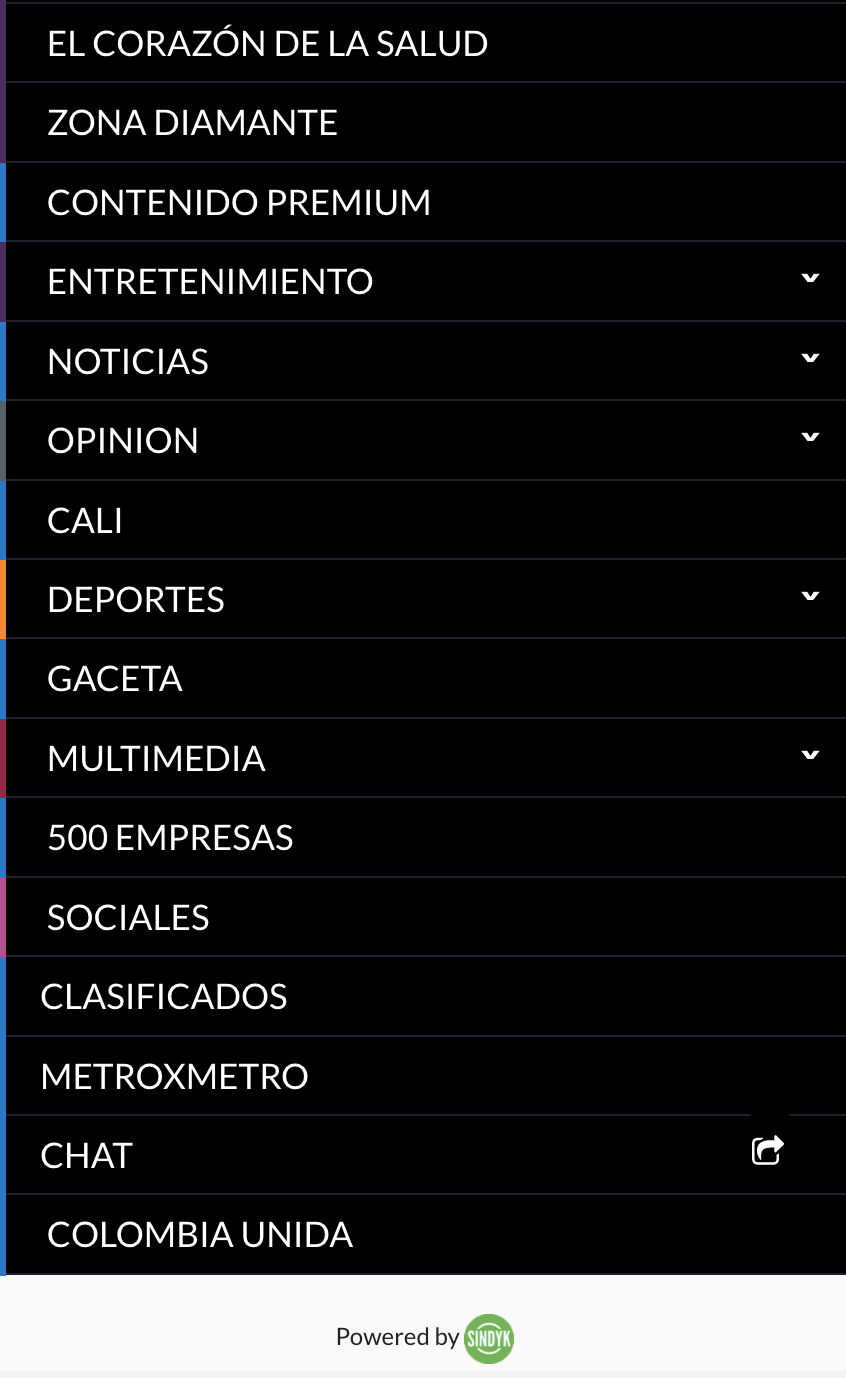 EL CORAZÓN DE LA SALUD
ZONA DIAMANTE
CONTENIDO PREMIUM
ENTRETENIMIENTO
NOTICIAS
OPINION
CALI
DEPORTES
GACETA
MULTIMEDIA
500 EMPRESAS
SOCIALES
CLASIFICADOS
METROXMETRO
CHAT
COLOMBIA UNIDA
Powered by SINDYK